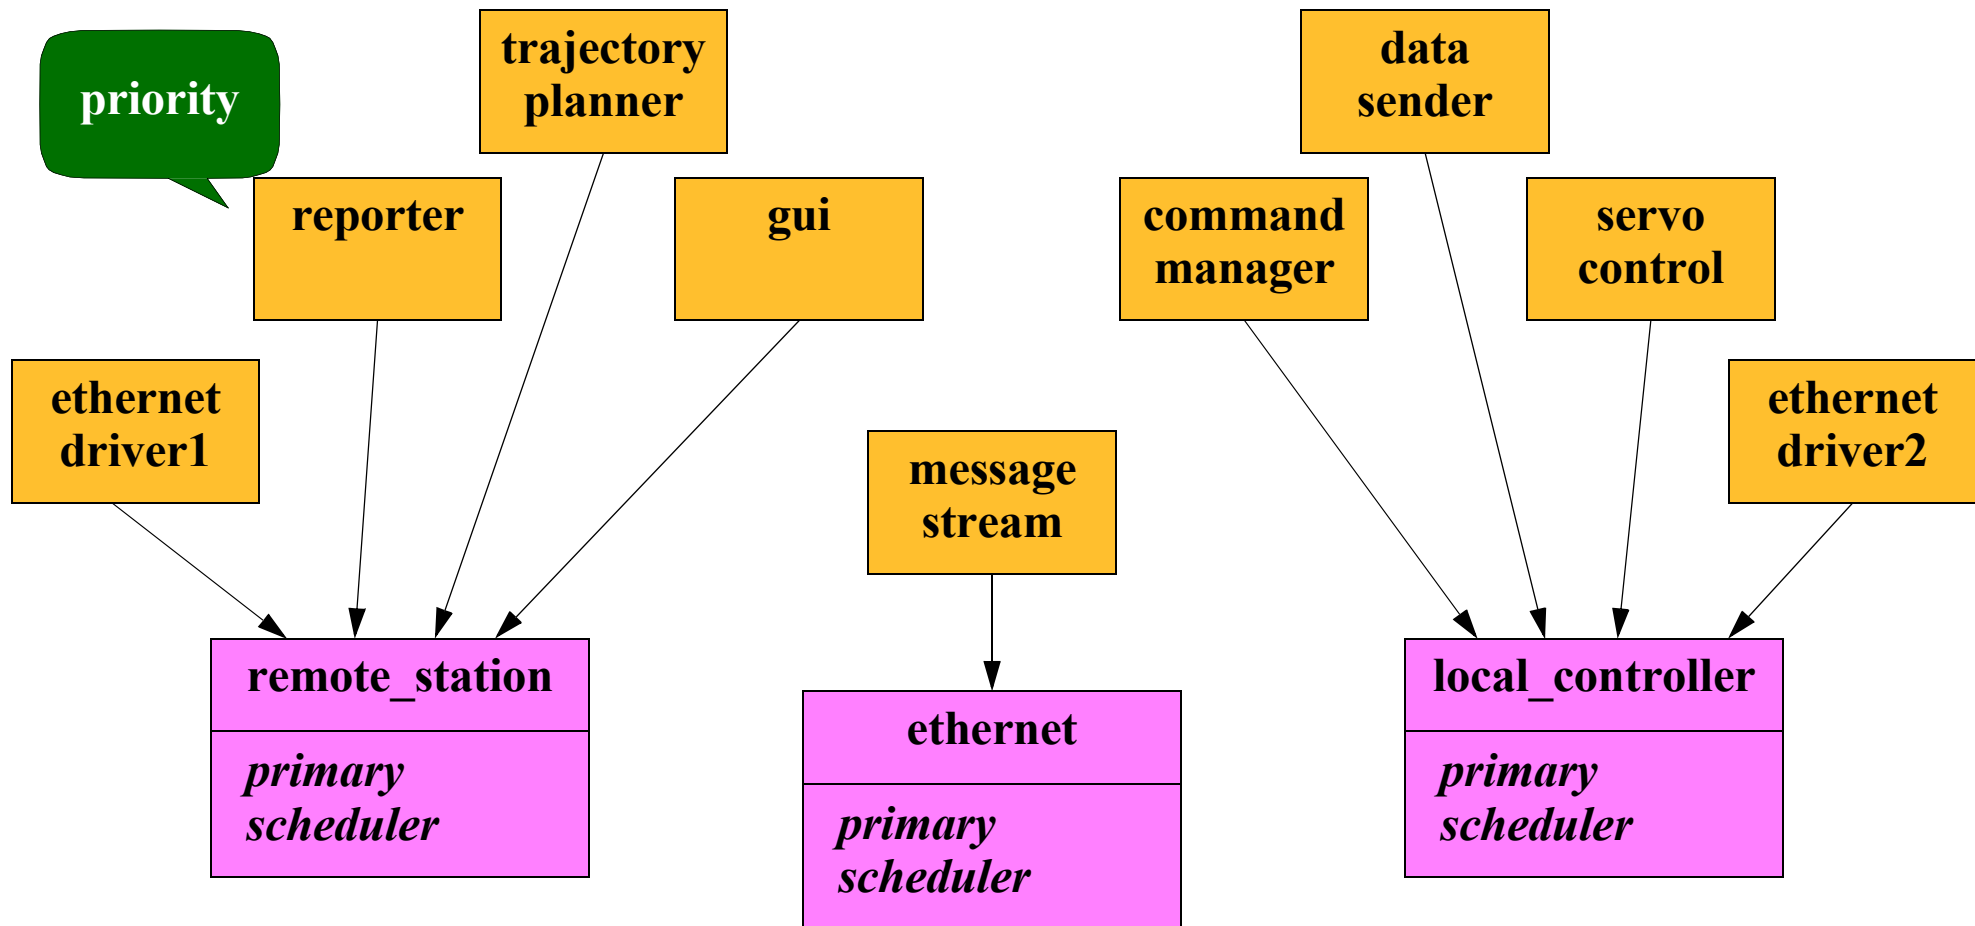 priority
trajectory
planner
data
sender
reporter
gui
command
manager
servo
control
ethernet
driver1
message
stream
ethernet
driver2
remote_station
primary
scheduler
ethernet
primary
scheduler
local_controller
primary
scheduler